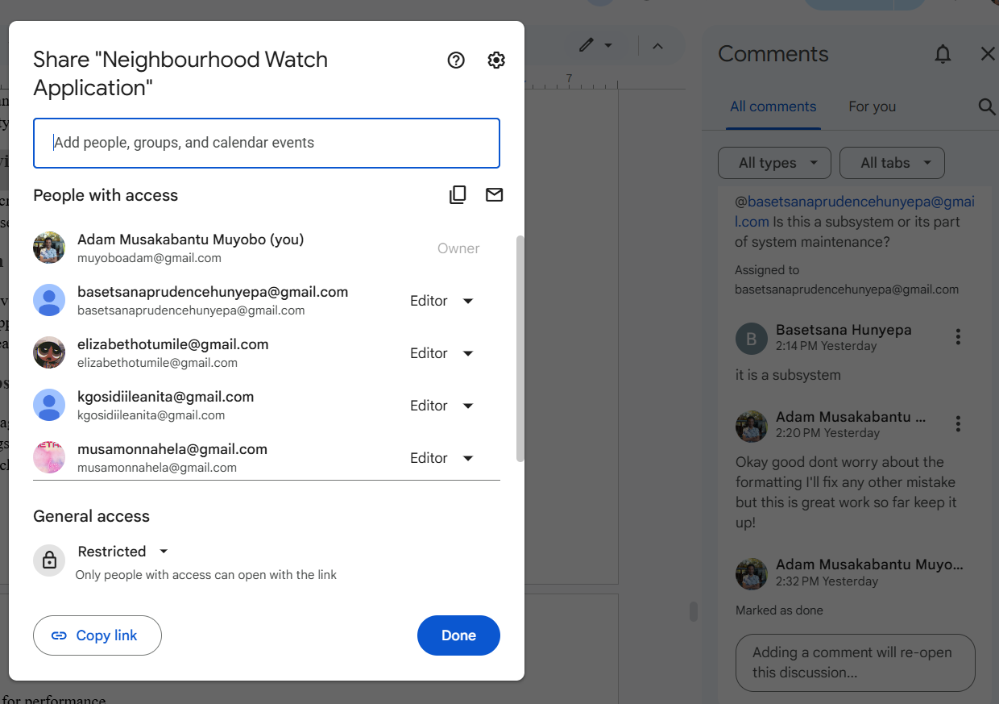 Share "Neighbourhood Watch
Application"
Add people, groups, and calendar events
People with access
Adam Musakabantu Muyobo (you)
muyoboadam@gmail.com
Owner
basetsanaprudencehunyepa@gmail.com
basetsanaprudencehunyepa@gmail.com
Editor
elizabethotumile@gmail.com
elizabethotumile@gmail.com
Editor
kgosidiileanita@gmail.com
kgosidiileanita@gmail.com
Editor
musamonnahela@gmail.com
musamonnahela@gmail.com
Editor
General access
Restricted
Only people with access can open with the link
Copy link
Done
7
for performance
Comments
All comments
For you
All types
All tabs
@basetsanaprudencehunyepa@gmai
l.com Is this a subsystem or its part
of system maintenance?
Assigned to
basetsanaprudencehunyepa@gmail.com
B
Basetsana Hunyepa
2:14 PM Yesterday
it is a subsystem
Adam Musakabantu ...
2:20 PM Yesterday
Okay good dont worry about the
formatting I'll fix any other mistake
but this is great work so far keep it
up!
Adam Musakabantu Muyo...
2:32 PM Yesterday
Marked as done
Adding a comment will re-open
this discussion...